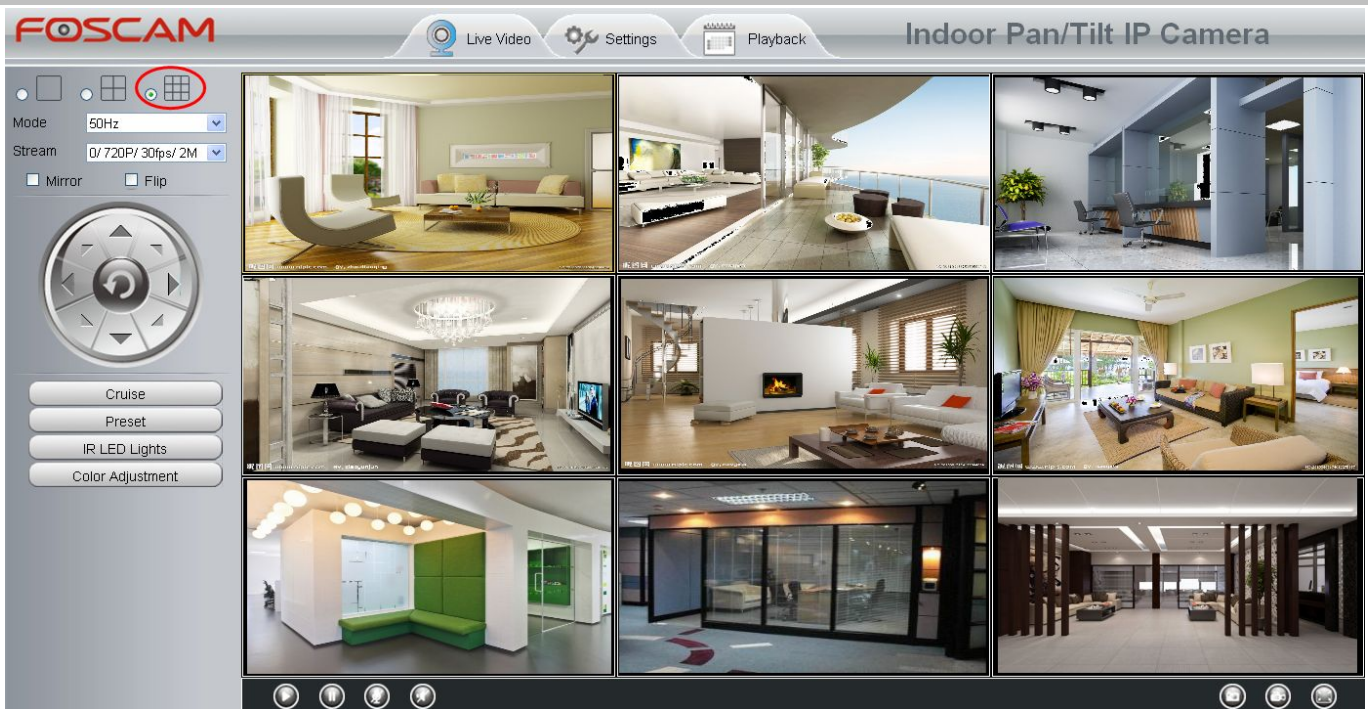 FOSCAM
Live Video
Settings
Playback
Indoor Pan/Tilt IP Camera
Mode
50Hz
Stream
0/ 720P/ 30fps/ 2M
Mirror
Flip
Cruise
Preset
IR LED Lights
Color Adjustment